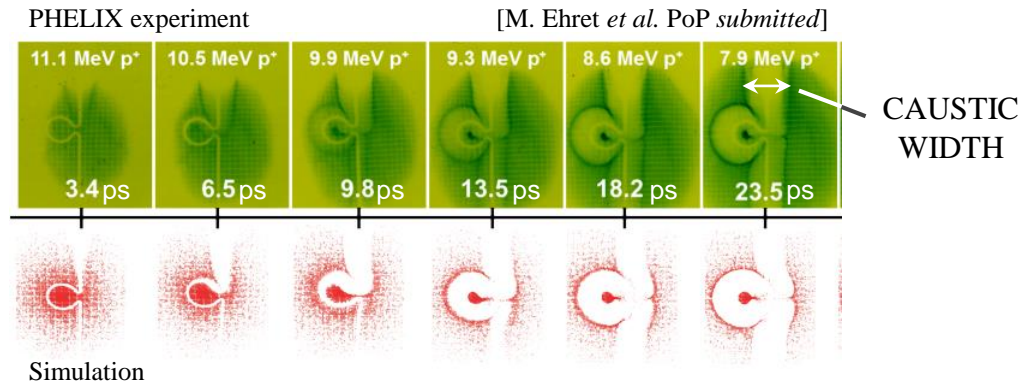 PHELIX experiment [M. Ehret et al. PoP submitted]
11.1 MeV p⁺ 10.5 MeV p⁺ 9.9 MeV p⁺ 9.3 MeV p⁺ 8.6 MeV p⁺ 7.9 MeV p⁺
CAUSTIC
WIDTH
3.4 ps 6.5 ps 9.8 ps 13.5 ps 18.2 ps 23.5 ps
Simulation